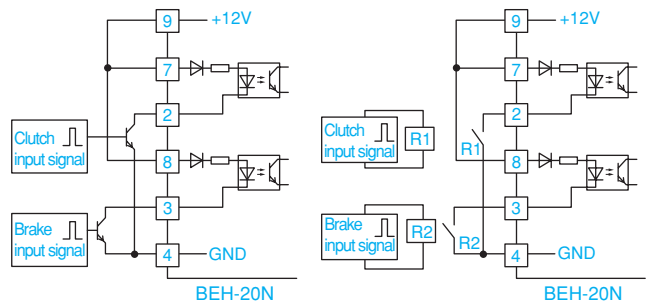 9
+12V
7
2
Clutch
input signal
8
3
Brake
input signal
4
GND
BEH-20N
9
+12V
7
2
Clutch
input signal
R1
R1
8
3
Brake
input signal
R2
R2
4
GND
BEH-20N